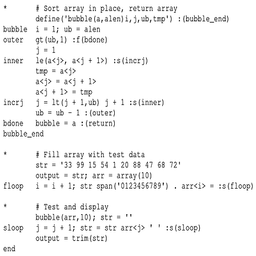 * # Sort array in place, return array
define('bubble(a,alen)i,j,ub,tmp') :(bubble_end)
bubble i = 1; ub = alen
outer gt(ub,1) :f(bdone)
j = 1
inner le(a<j>, a<j + 1>) :s(incrj)
tmp = a<j>
a<j> = a<j + 1>
a<j + 1> = tmp
incrj j = lt(j + 1,ub) j + 1 :s(inner)
ub = ub - 1 :(outer)
bdone bubble = a :(return)
bubble_end
* # Fill array with test data
str = '33 99 15 54 1 20 88 47 68 72'
output = str; arr = array(10)
floop i = i + 1; str span('0123456789') . arr<i> = :s(floop)
* # Test and display
bubble(arr,10); str = ''
sloop j = j + 1; str = str arr<j> ' ' :s(sloop)
output = trim(str)
end